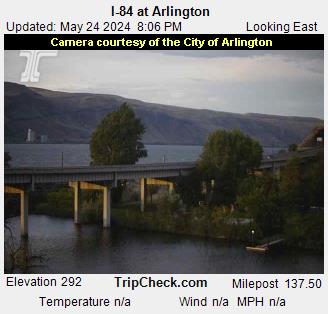 I-84 at Arlington
Updated: May 24 2024 8:06 PM Looking East
Camera courtesy of the City of Arlington
Elevation 292 TripCheck.com Milepost 137.50
Temperature n/a Wind n/a MPH n/a